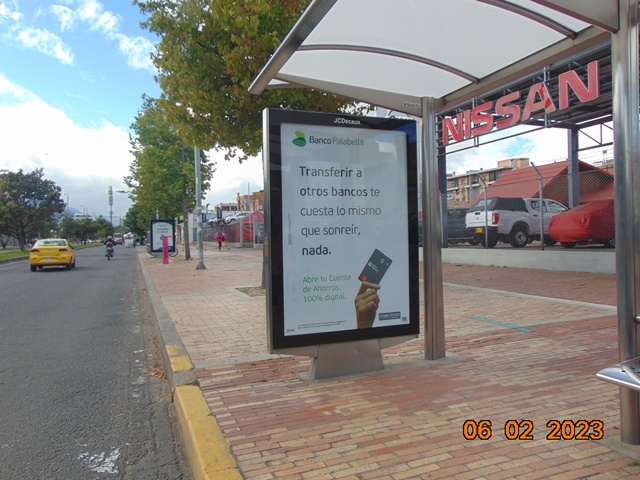 JCDecaux
Banco Falabella
NISSAN
Transferir a
otros bancos te
cuesta lo mismo
que sonreír,
nada.
Abre tu Cuenta
de Ahorros
100% digital.
06 02 2023